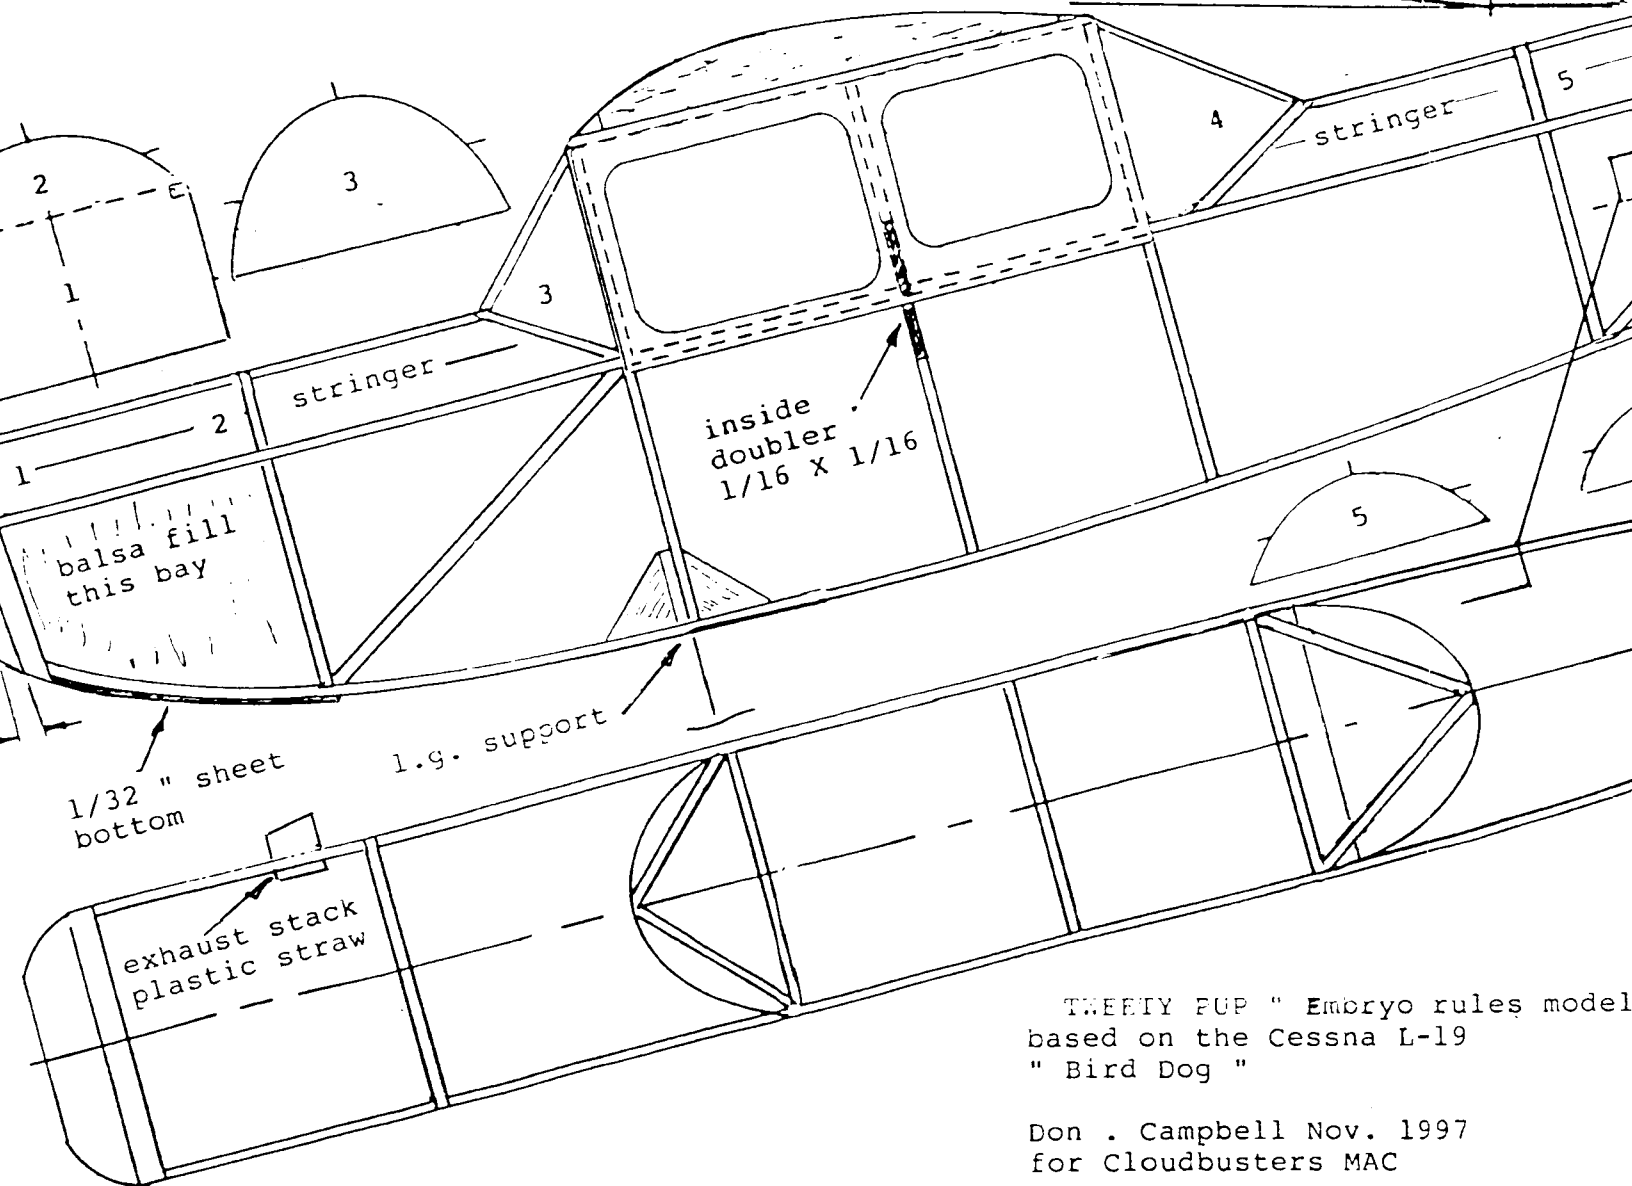 2
3
1
3
4
stringer
5
stringer
2
1
inside
doubler
1/16 X 1/16
balsa fill
this bay
5
l.g. support
1/32 " sheet
bottom
exhaust stack
plastic straw
TWEETY PUP " Embryo rules model
based on the Cessna L-19
" Bird Dog "
Don . Campbell Nov. 1997
for Cloudbusters MAC